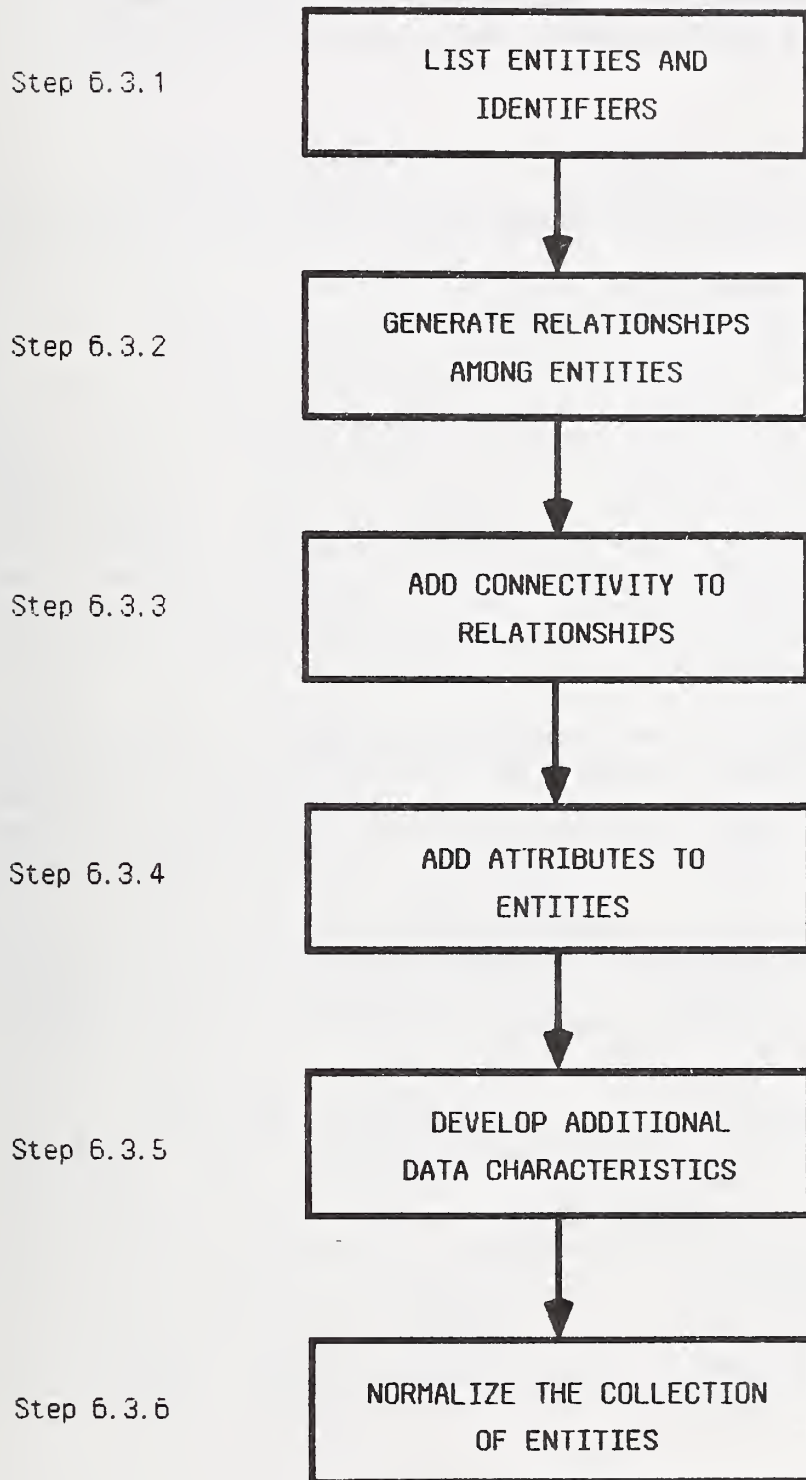 Step 6.3.1
LIST ENTITIES AND
IDENTIFIERS
Step 6.3.2
GENERATE RELATIONSHIPS
AMONG ENTITIES
Step 6.3.3
ADD CONNECTIVITY TO
RELATIONSHIPS
Step 6.3.4
ADD ATTRIBUTES TO
ENTITIES
Step 6.3.5
DEVELOP ADDITIONAL
DATA CHARACTERISTICS
Step 6.3.6
NORMALIZE THE COLLECTION
OF ENTITIES